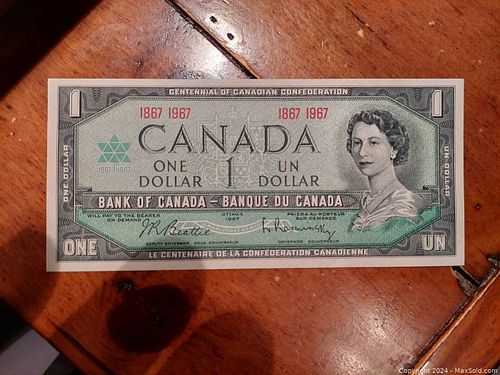 CENTENNIAL OF CANADIAN CONFEDERATION
1 1
1867 1967 1867 1967
CANADA
ONE 1 UN
DOLLAR DOLLAR
1867 1967
ONE DOLLAR
UN DOLLAR
BANK OF CANADA – BANQUE DU CANADA
WILL PAY TO THE BEARER ON DEMAND
OTTAWA
1967
PAIERA AU PORTEUR SUR DEMANDE
J.R. Beattie
L. Rasminsky
DEPUTY GOVERNOR SOUS-GOUVERNEUR
GOVERNOR GOUVERNEUR
ONE UN
LE CENTENAIRE DE LA CONFÉDÉRATION CANADIENNE
Copyright 2024 - MaxSold.com